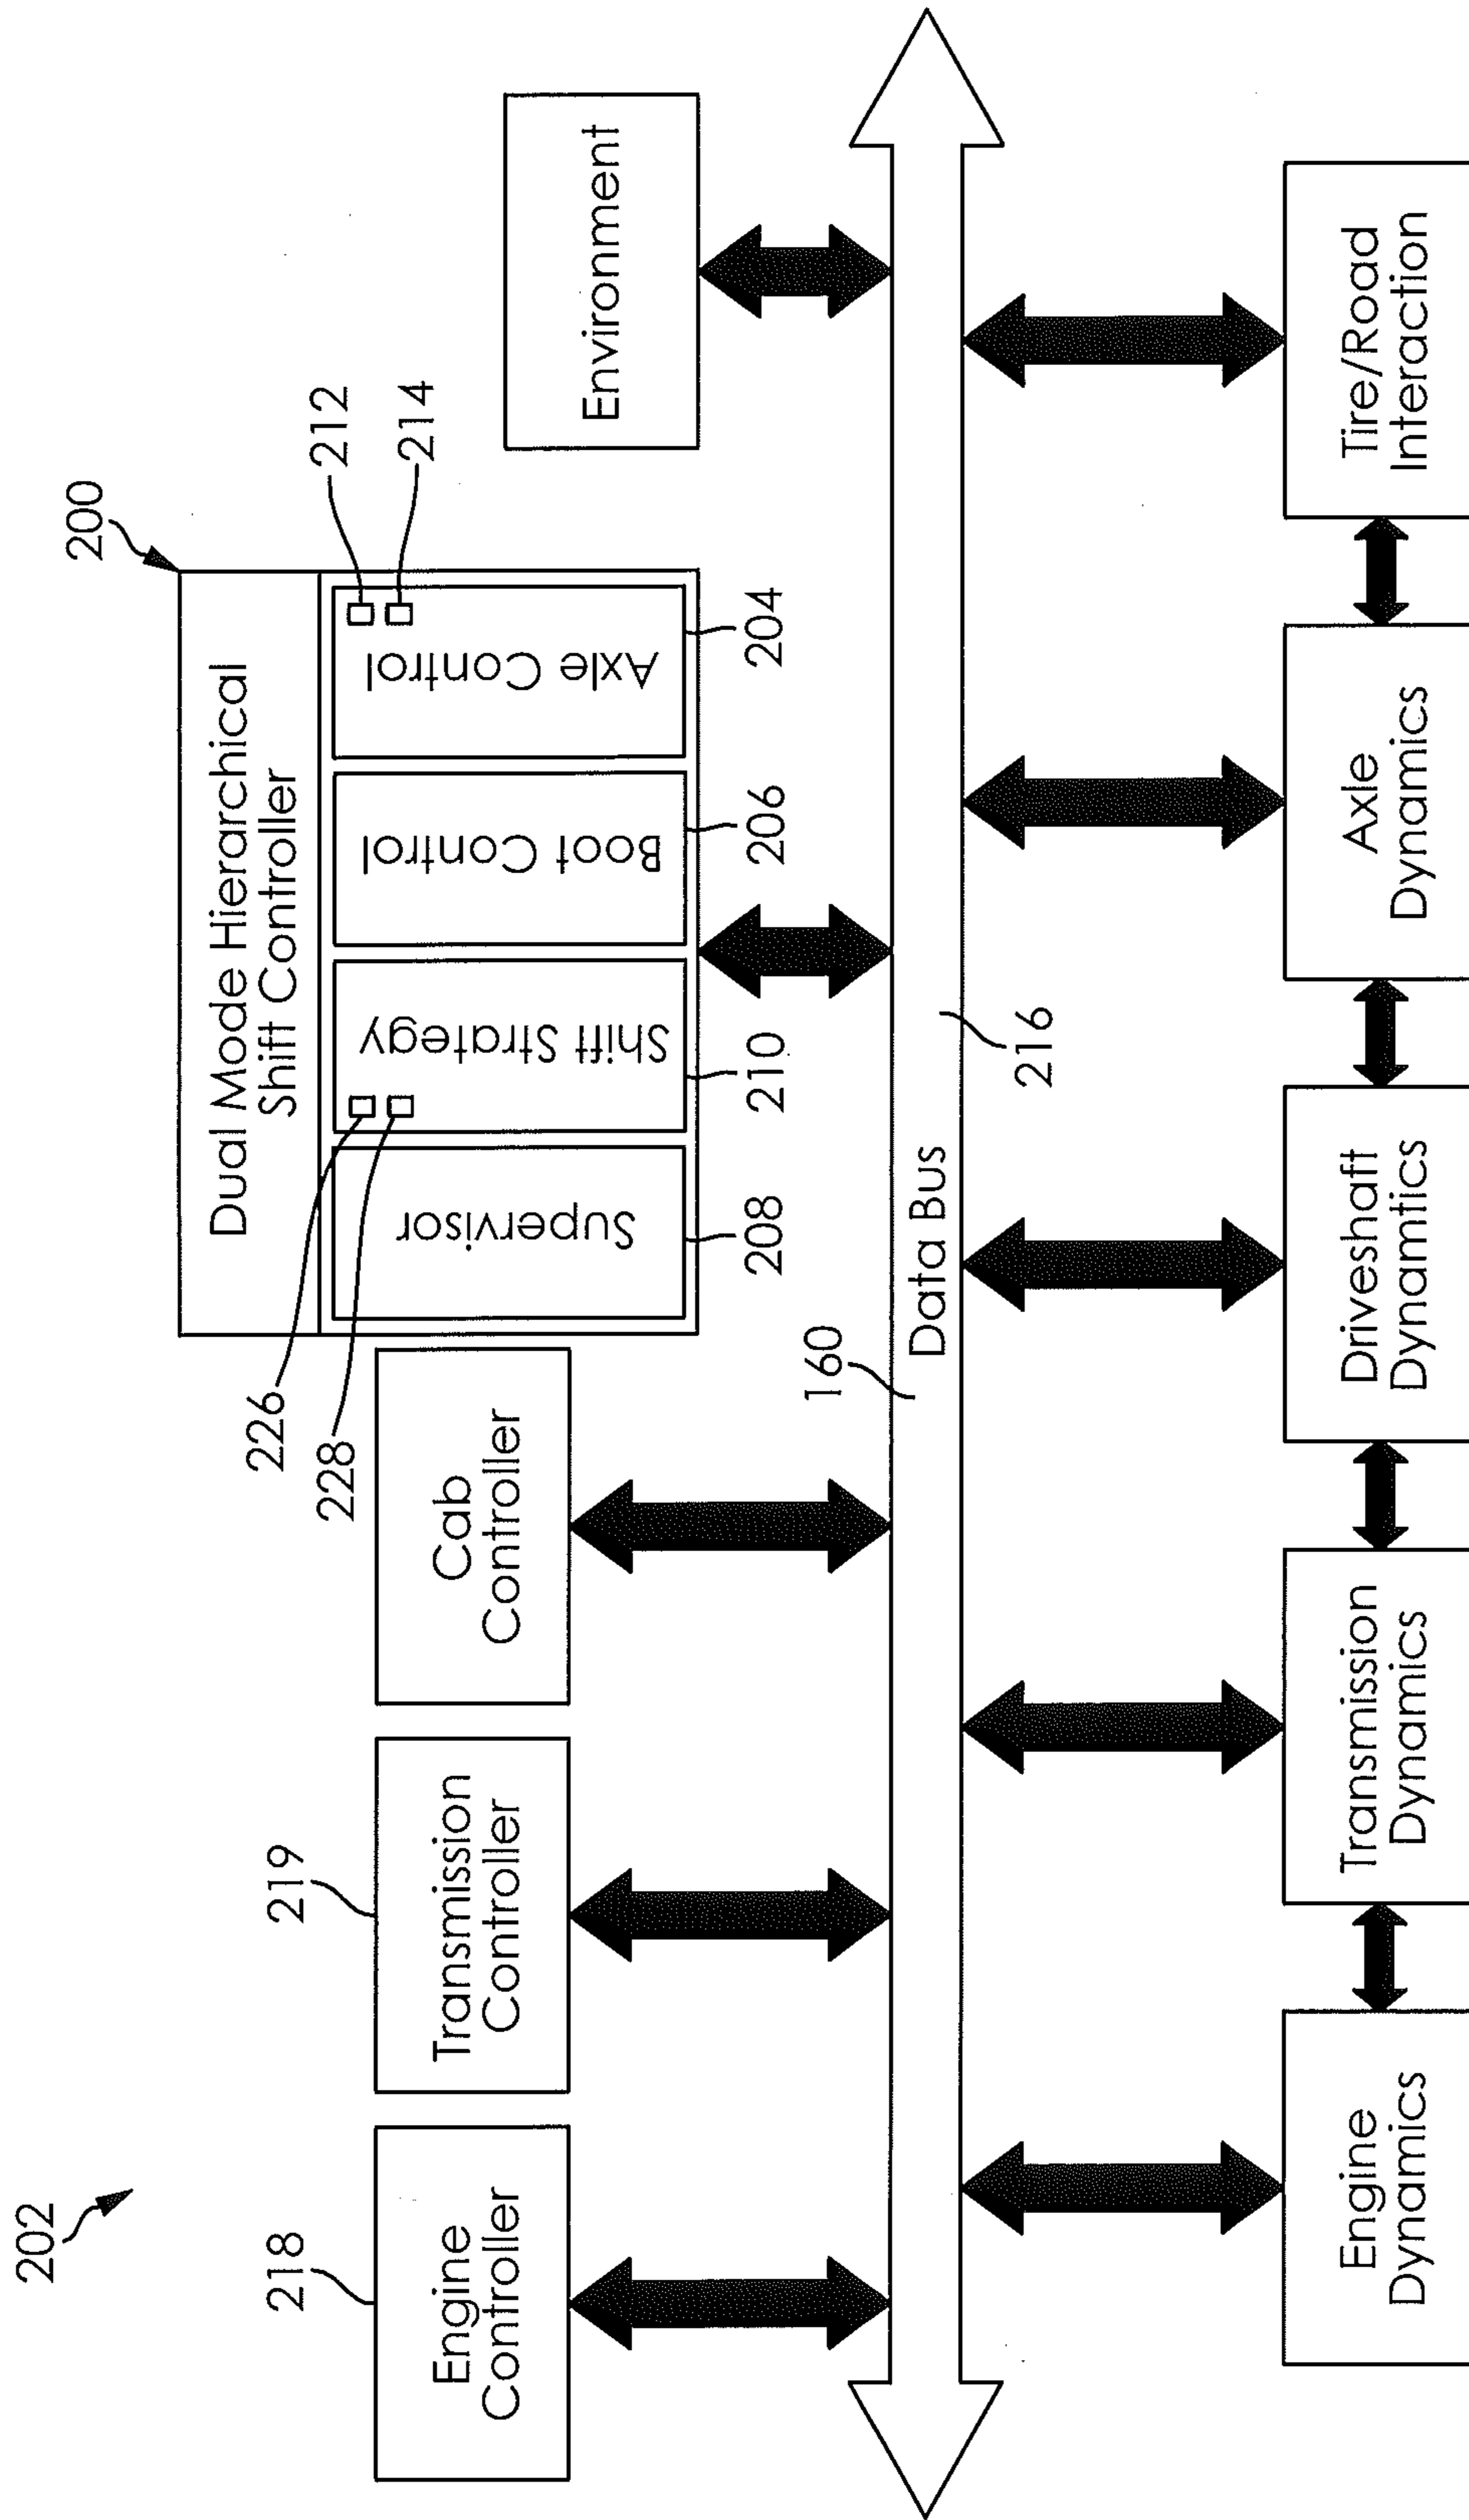 202
200
218
219
226
228
212
214
Engine
Controller
Transmission
Controller
Cab
Controller
Dual Mode Hierarchical
Shift Controller
Supervisor
Shift Strategy
Boot Control
Axle Control
Environment
208
210
206
204
160
Data Bus
216
Engine
Dynamics
Transmission
Dynamics
Driveshaft
Dynamtics
Axle
Dynamics
Tire/Road
Interaction